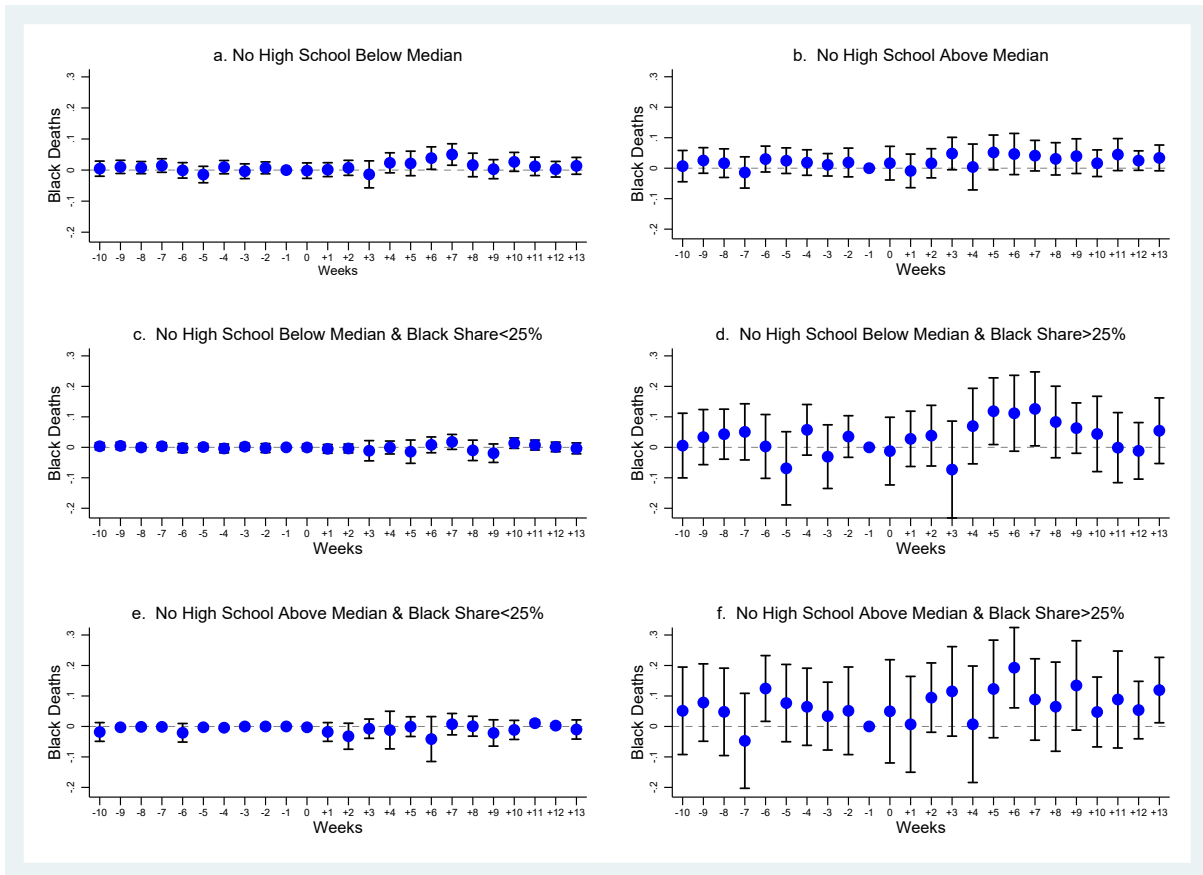 a. No High School Below Median
.3
.2
.1
0
-.1
-.2
Black Deaths
-10 -9 -8 -7 -6 -5 -4 -3 -2 -1 0 +1 +2 +3 +4 +5 +6 +7 +8 +9 +10 +11 +12 +13
Weeks
b. No High School Above Median
.3
.2
.1
0
-.1
-.2
Black Deaths
-10 -9 -8 -7 -6 -5 -4 -3 -2 -1 0 +1 +2 +3 +4 +5 +6 +7 +8 +9 +10 +11 +12 +13
Weeks
c. No High School Below Median & Black Share<25%
.3
.2
.1
0
-.1
-.2
Black Deaths
-10 -9 -8 -7 -6 -5 -4 -3 -2 -1 0 +1 +2 +3 +4 +5 +6 +7 +8 +9 +10 +11 +12 +13
Weeks
d. No High School Below Median & Black Share>25%
.3
.2
.1
0
-.1
-.2
Black Deaths
-10 -9 -8 -7 -6 -5 -4 -3 -2 -1 0 +1 +2 +3 +4 +5 +6 +7 +8 +9 +10 +11 +12 +13
Weeks
e. No High School Above Median & Black Share<25%
.3
.2
.1
0
-.1
-.2
Black Deaths
-10 -9 -8 -7 -6 -5 -4 -3 -2 -1 0 +1 +2 +3 +4 +5 +6 +7 +8 +9 +10 +11 +12 +13
Weeks
f. No High School Above Median & Black Share>25%
.3
.2
.1
0
-.1
-.2
Black Deaths
-10 -9 -8 -7 -6 -5 -4 -3 -2 -1 0 +1 +2 +3 +4 +5 +6 +7 +8 +9 +10 +11 +12 +13
Weeks